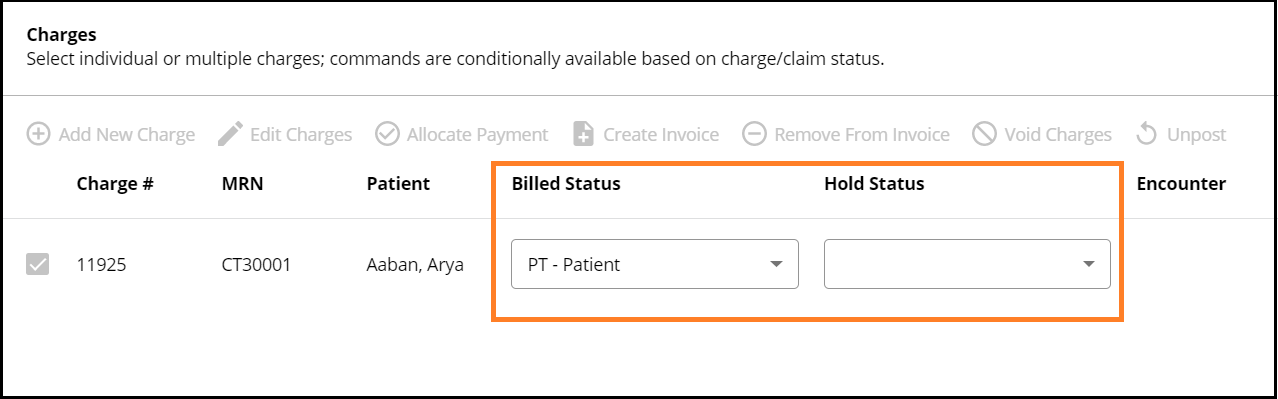 Charges
Select individual or multiple charges; commands are conditionally available based on charge/claim status.
Add New Charge Edit Charges Allocate Payment Create Invoice Remove From Invoice Void Charges Unpost
Charge # MRN Patient Billed Status Hold Status Encounter
11925 CT30001 Aaban, Arya PT - Patient